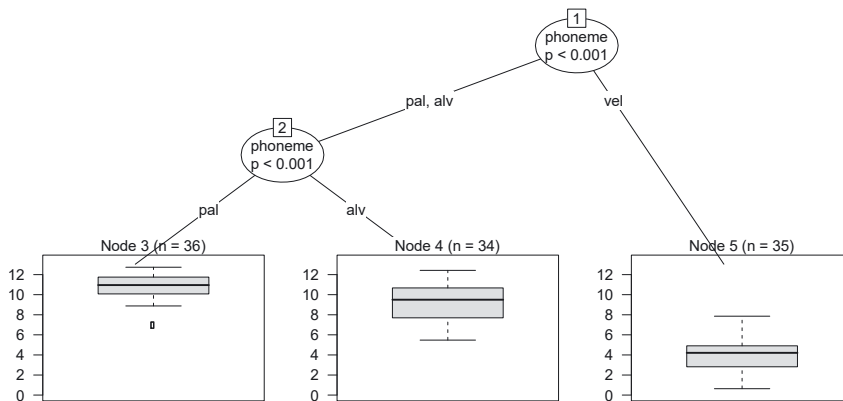 1
phoneme
p < 0.001
pal, alv
vel
2
phoneme
p < 0.001
pal
alv
Node 3 (n = 36)
12
10
8
6
4
2
0
Node 4 (n = 34)
12
10
8
6
4
2
0
Node 5 (n = 35)
12
10
8
6
4
2
0